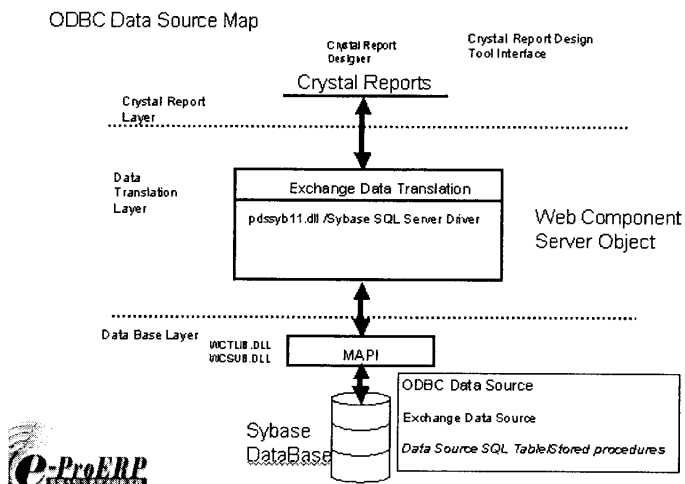 ODBC Data Source Map
Crystal Report
Designer
Crystal Report Design
Tool Interface
Crystal Reports
Crystal Report
Layer
Data
Translation
Layer
Exchange Data Translation
pdssyb11.dll /Sybase SQL Server Driver
Web Component
Server Object
Data Base Layer
WCTLIB.DLL
WCSUB.DLL
MAPI
ODBC Data Source
Exchange Data Source
Data Source SQL Table/Stored procedures
Sybase
DataBase
e-ProERP